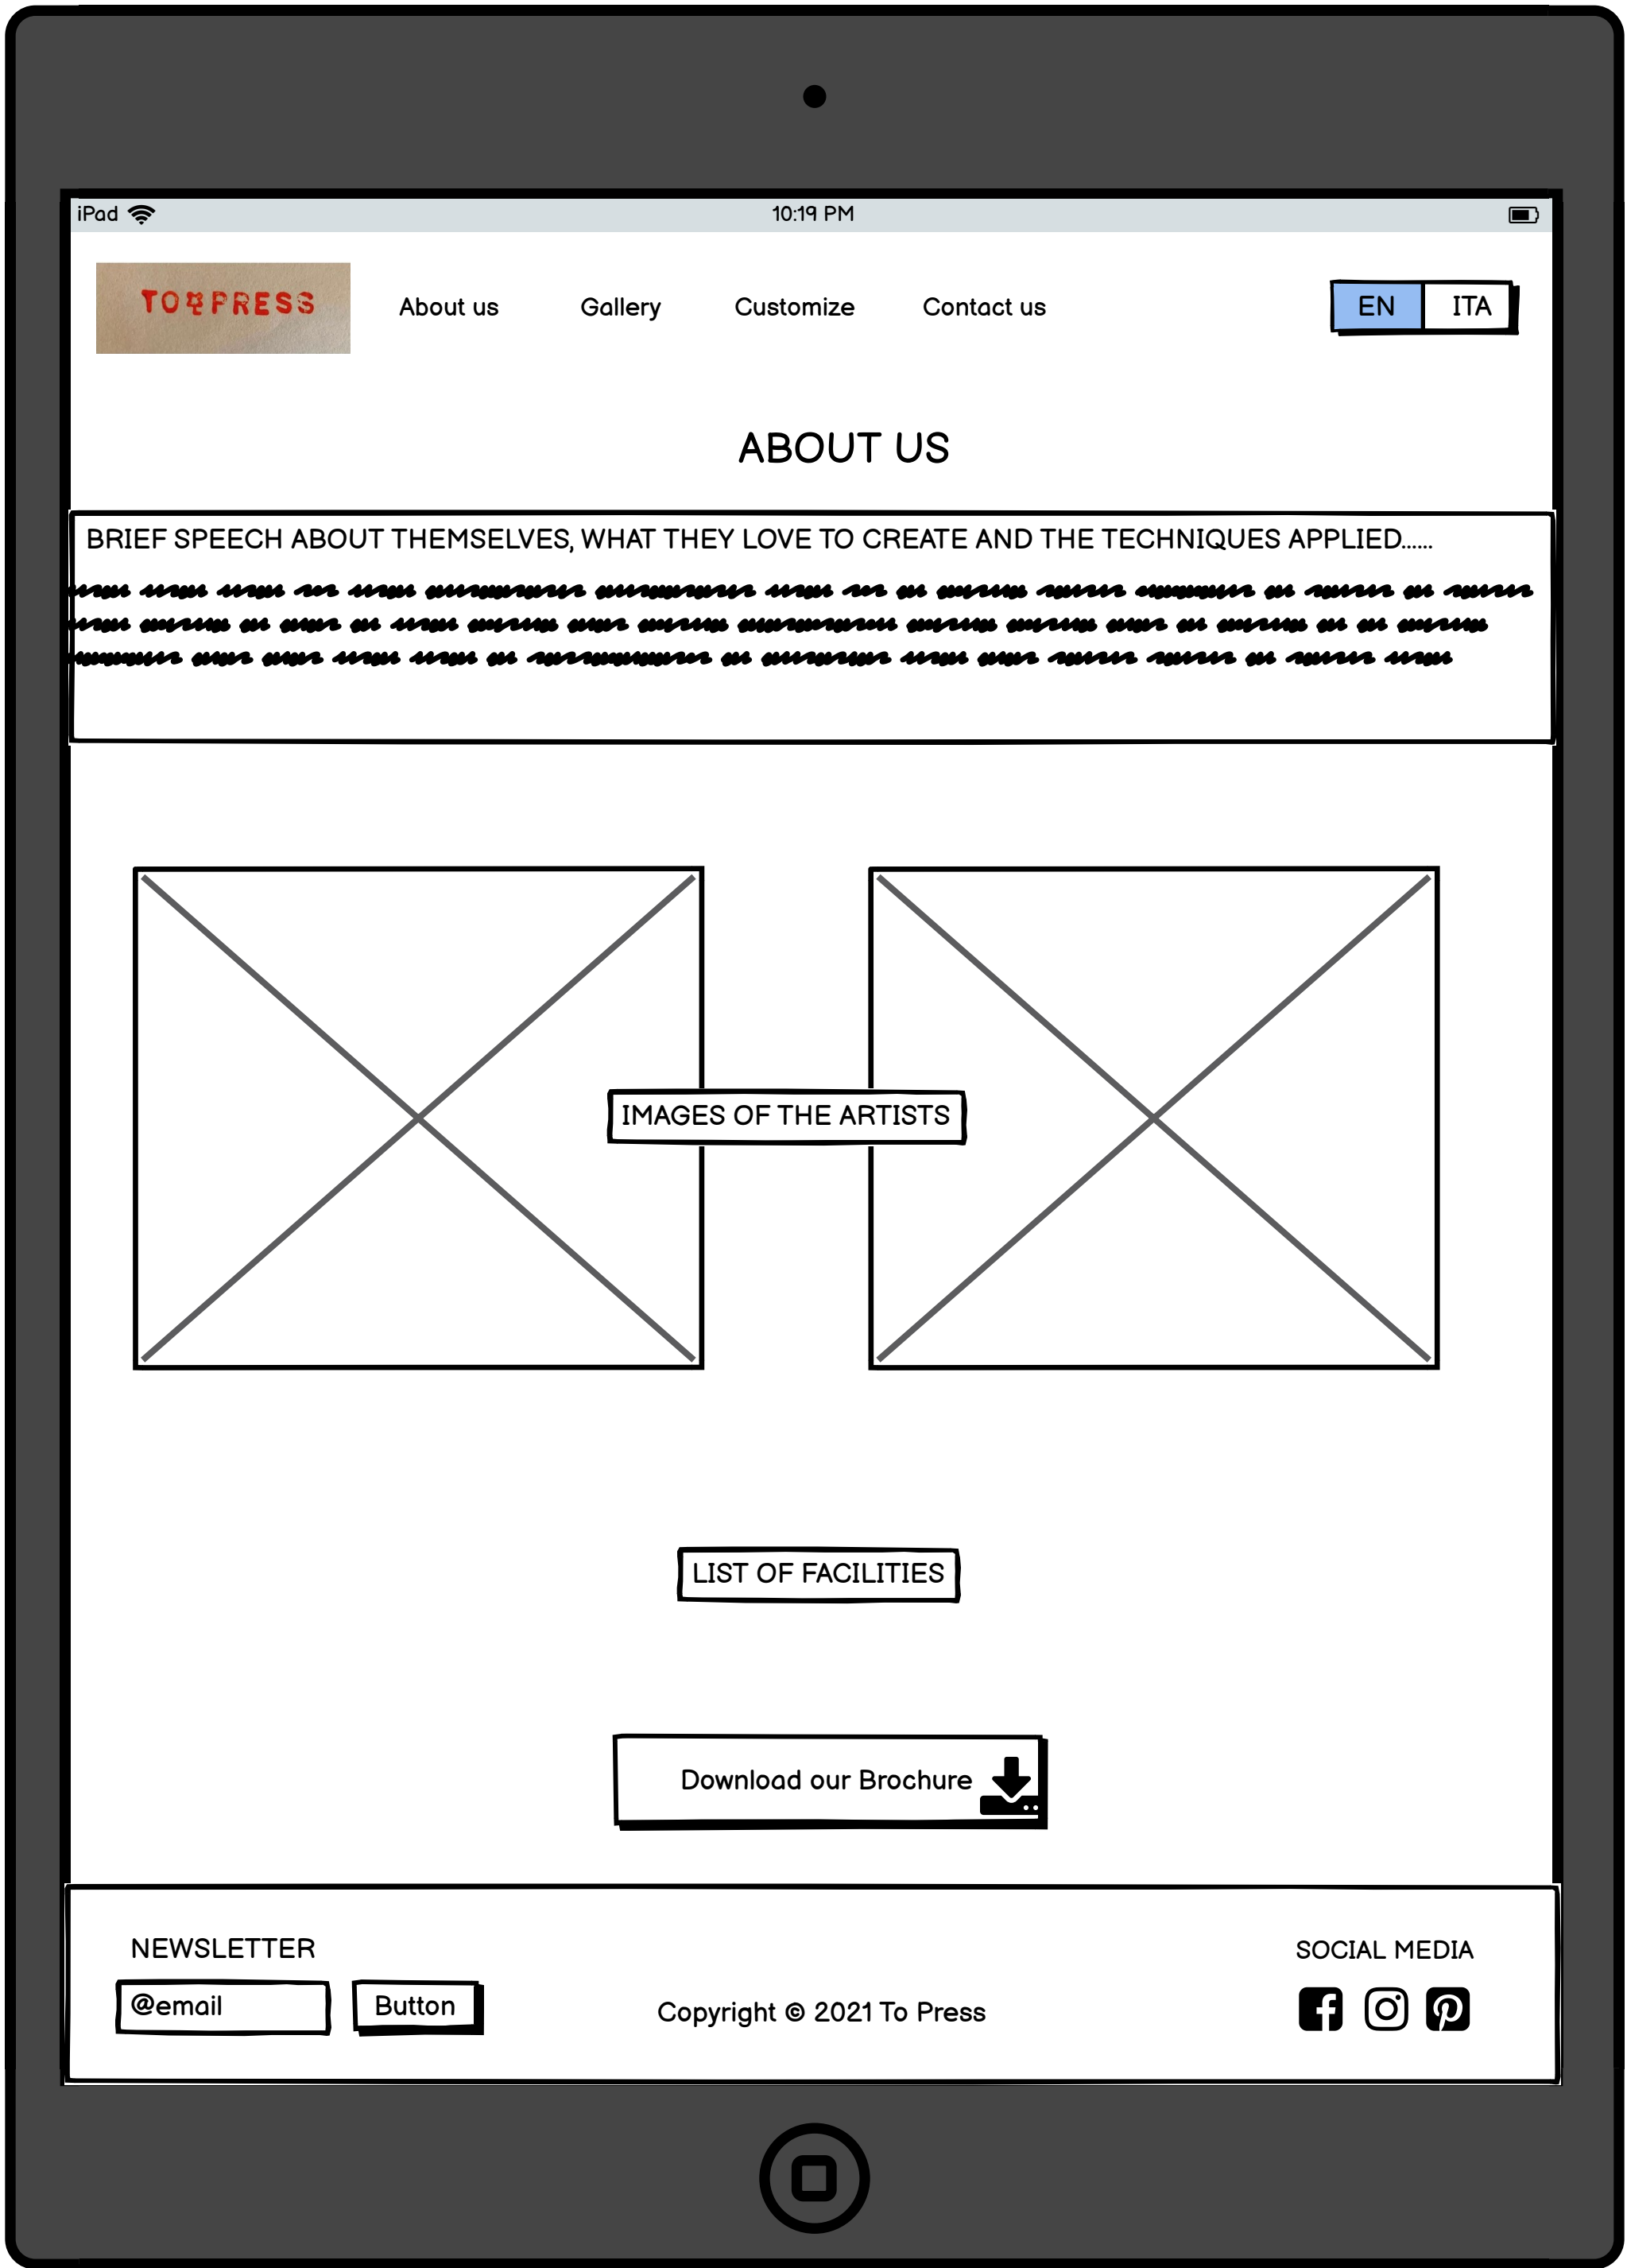 iPad 10:19 PM
TO PRESS About us Gallery Customize Contact us EN ITA
ABOUT US
BRIEF SPEECH ABOUT THEMSELVES, WHAT THEY LOVE TO CREATE AND THE TECHNIQUES APPLIED......
IMAGES OF THE ARTISTS
LIST OF FACILITIES
Download our Brochure
NEWSLETTER
@email Button
Copyright © 2021 To Press
SOCIAL MEDIA